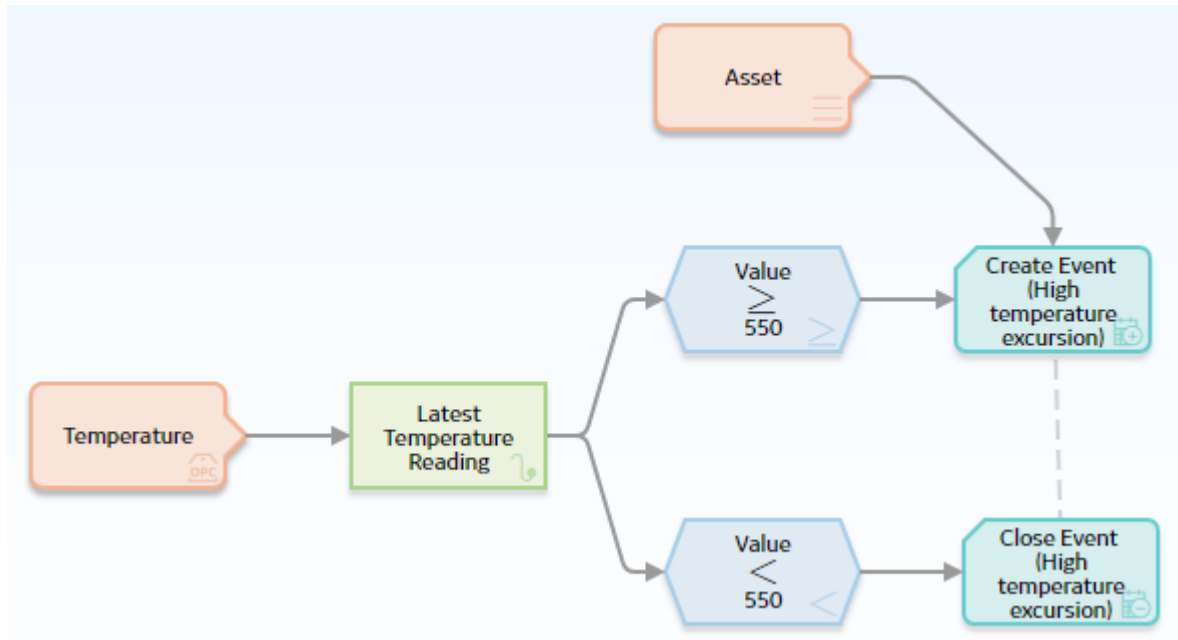 Asset
Value
≥
550
≥
Create Event
(High
temperature
excursion)
Temperature
OPC
Latest
Temperature
Reading
Value
<
550
<
Close Event
(High
temperature
excursion)